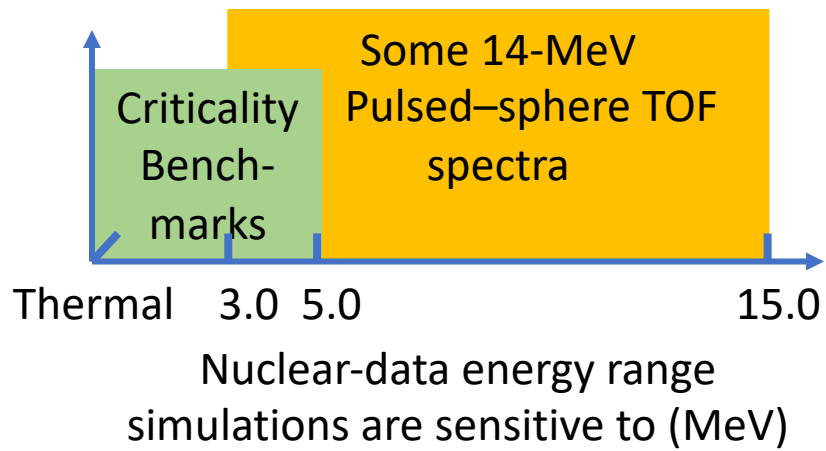 Some 14-MeV
Pulsed–sphere TOF
spectra
Criticality
Bench-
marks
Thermal 3.0 5.0 15.0
Nuclear-data energy range
simulations are sensitive to (MeV)